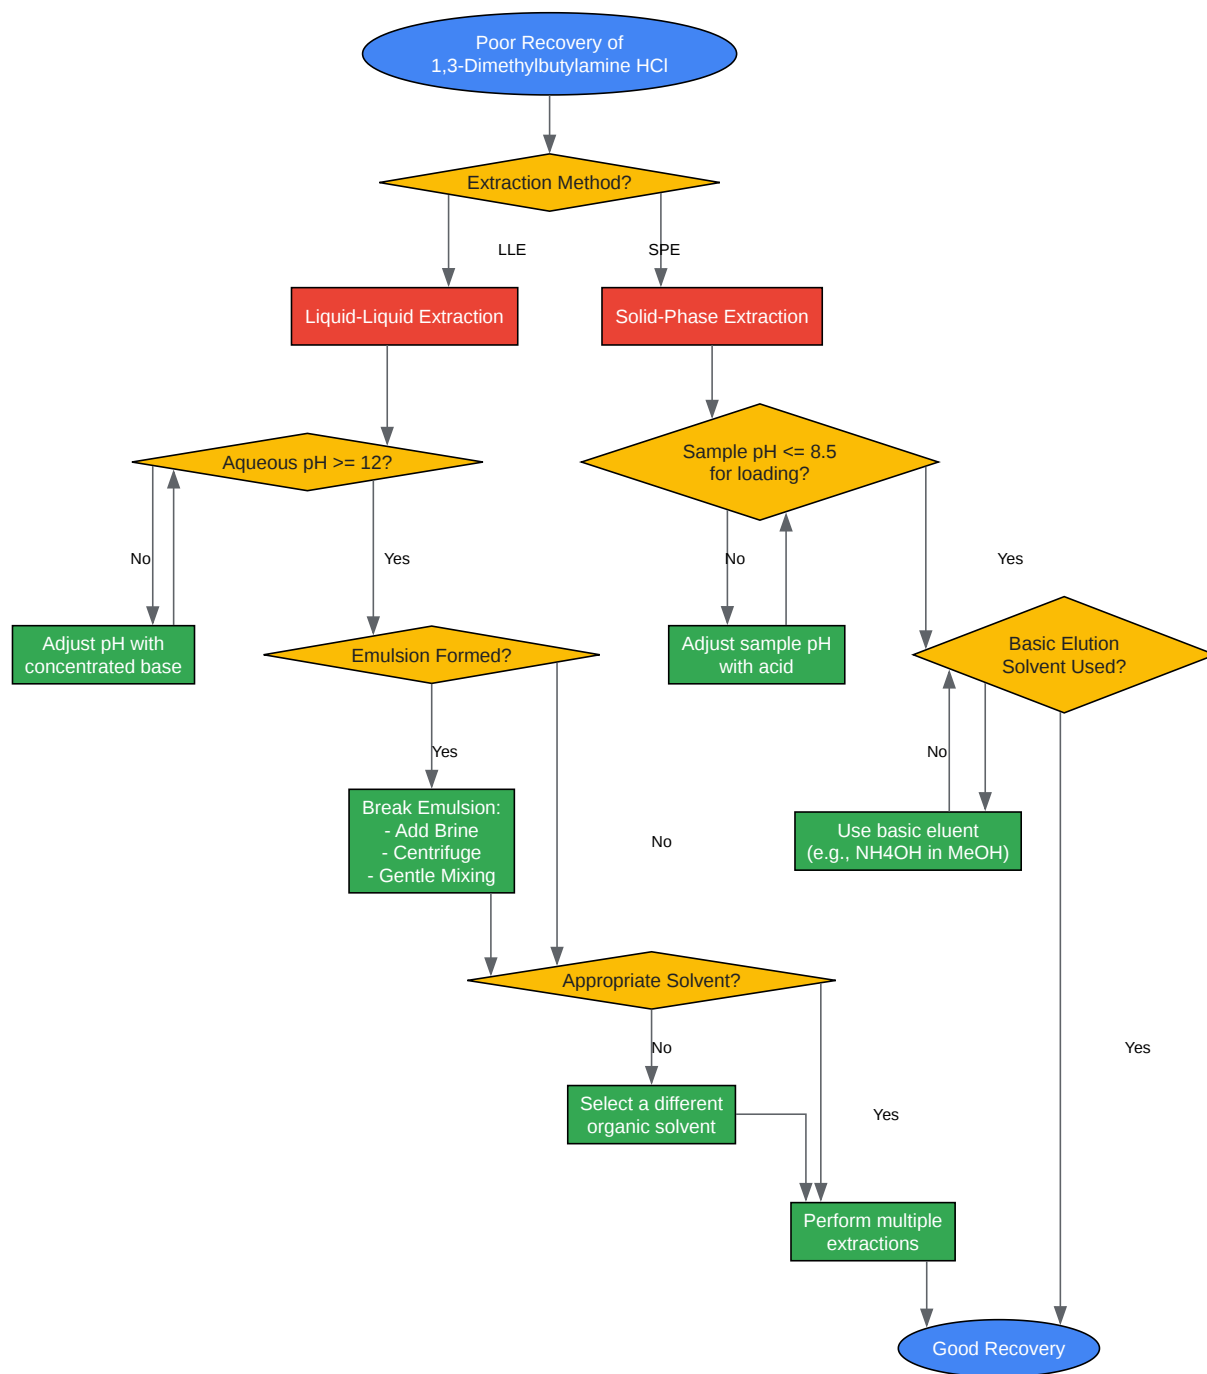 Poor Recovery of
1,3-Dimethylbutylamine HCl
Extraction Method?
LLE
SPE
Liquid-Liquid Extraction
Solid-Phase Extraction
Aqueous pH >= 12?
Sample pH <= 8.5
for loading?
No
Yes
No
Yes
Adjust pH with
concentrated base
Emulsion Formed?
Adjust sample pH
with acid
Basic Elution
Solvent Used?
Yes
No
Break Emulsion:
- Add Brine
- Centrifuge
- Gentle Mixing
No
Use basic eluent
(e.g., NH4OH in MeOH)
Appropriate Solvent?
No
Yes
Select a different
organic solvent
Yes
Perform multiple
extractions
Good Recovery